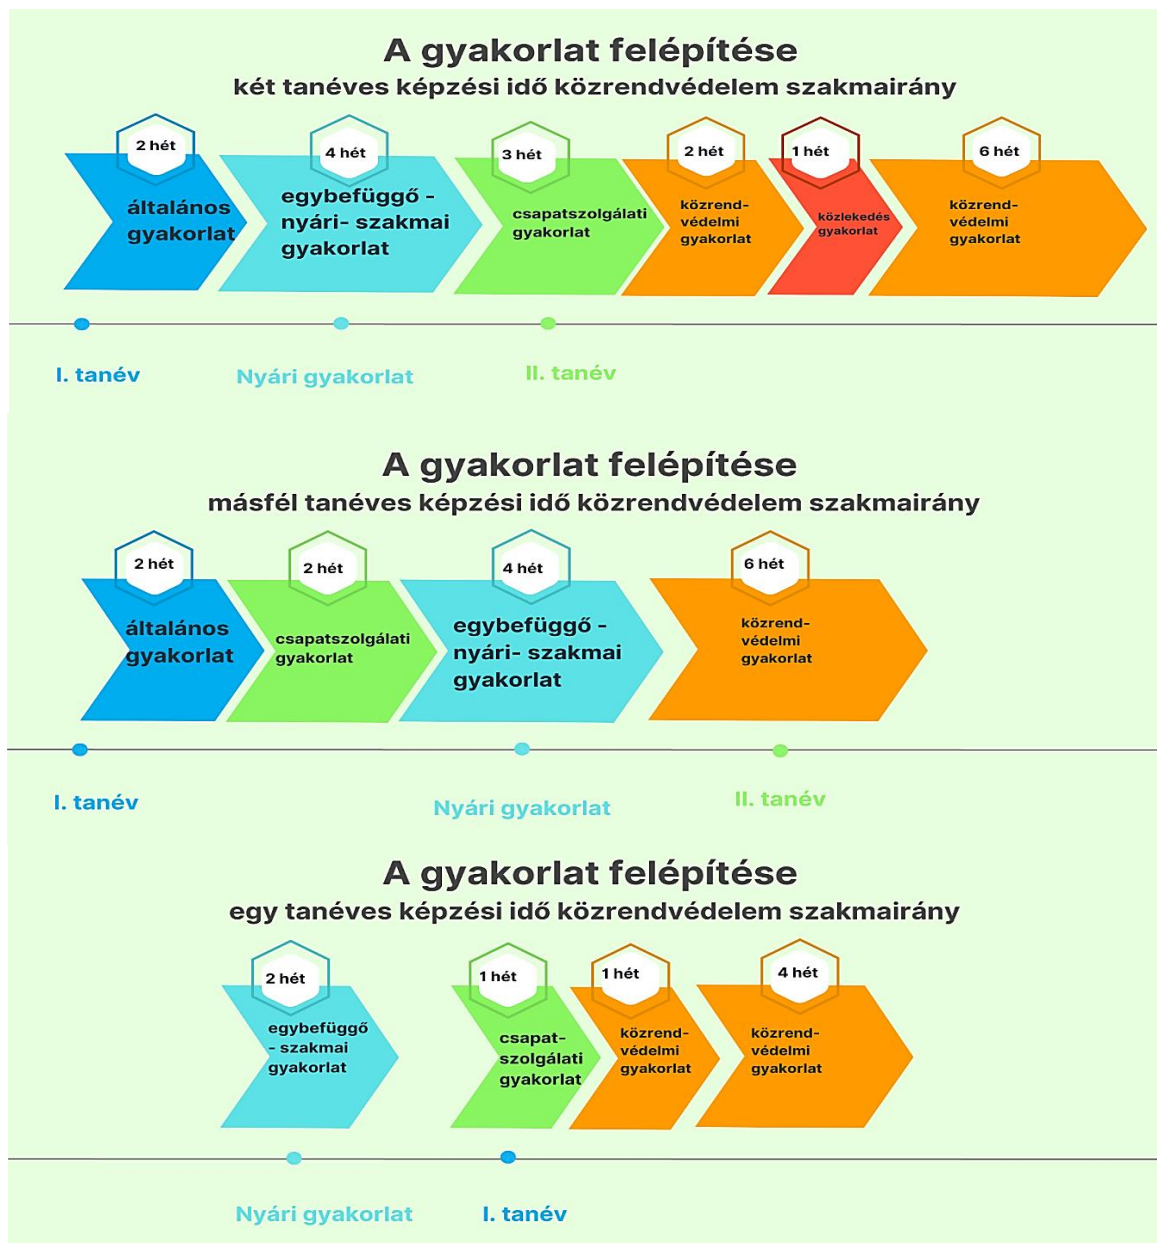 A gyakorlat felépítése
két tanéves képzési idő közrendvédelem szakmairány
2 hét
4 hét
3 hét
2 hét
1 hét
6 hét
általános
gyakorlat
egybefüggő -
nyári- szakmai
gyakorlat
csapatszolgálati
gyakorlat
közrend-
védelmi
gyakorlat
közlekedés
gyakorlat
közrend-
védelmi
gyakorlat
I. tanév
Nyári gyakorlat
II. tanév
A gyakorlat felépítése
másfél tanéves képzési idő közrendvédelem szakmairány
2 hét
2 hét
4 hét
6 hét
általános
gyakorlat
csapatszolgálati
gyakorlat
egybefüggő -
nyári- szakmai
gyakorlat
közrend-
védelmi
gyakorlat
I. tanév
Nyári gyakorlat
II. tanév
A gyakorlat felépítése
egy tanéves képzési idő közrendvédelem szakmairány
2 hét
1 hét
1 hét
4 hét
egybefüggő
- szakmai
gyakorlat
csapat-
szolgálati
gyakorlat
közrend-
védelmi
gyakorlat
közrend-
védelmi
gyakorlat
Nyári gyakorlat
I. tanév